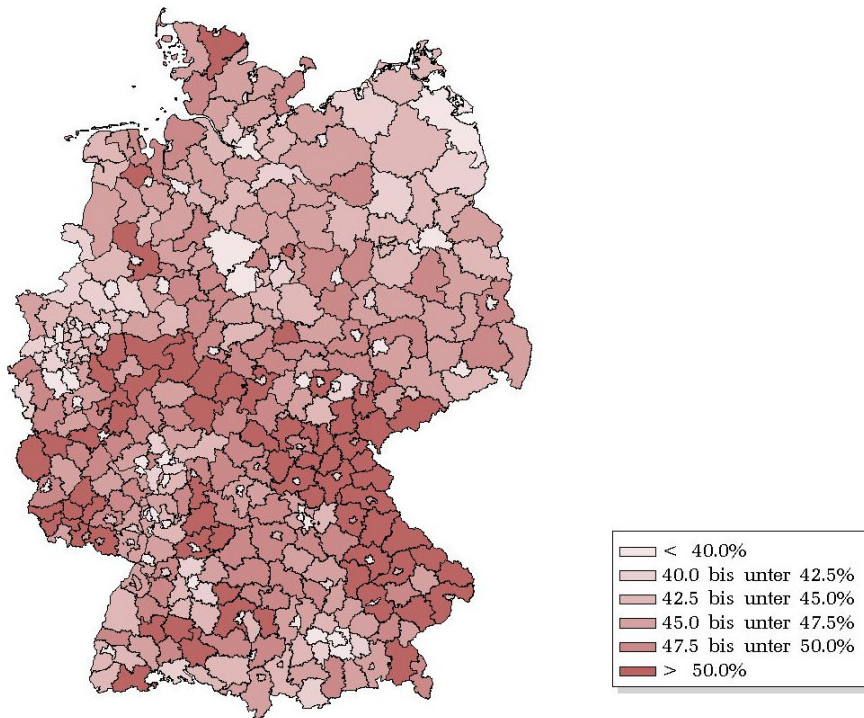 < 40.0%
40.0 bis unter 42.5%
42.5 bis unter 45.0%
45.0 bis unter 47.5%
47.5 bis unter 50.0%
> 50.0%